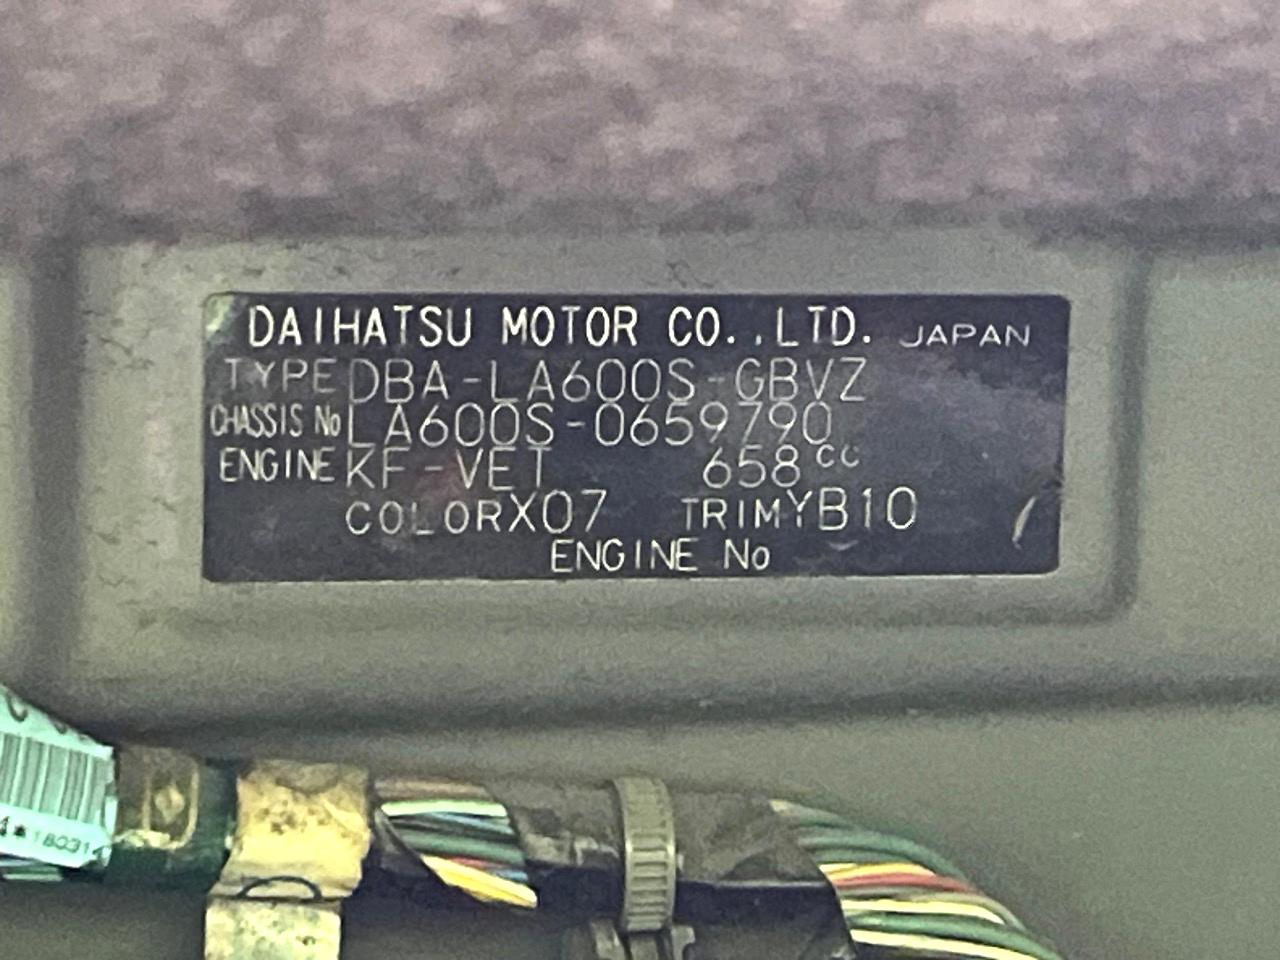 DAIHATSU MOTOR CO.,LTD. JAPAN
TYPE DBA-LA600S-GBVZ
CHASSIS No LA600S-0659790
ENGINE KF-VET 658cc
COLOR X07 TRIM YB10
ENGINE No
180314